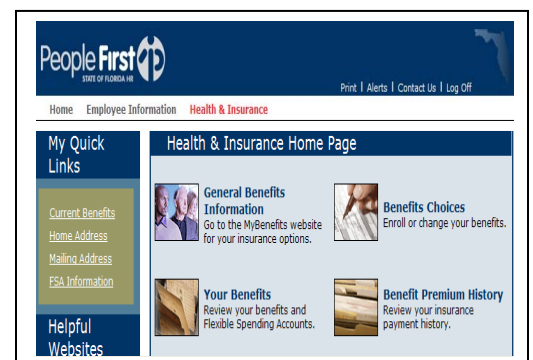 People First
STATE OF FLORIDA HR
Print | Alerts | Contact Us | Log Off
Home Employee Information Health & Insurance
My Quick
Links
Current Benefits
Home Address
Mailing Address
FSA Information
Helpful
Websites
Health & Insurance Home Page
General Benefits
Information
Go to the MyBenefits website
for your insurance options.
Benefits Choices
Enroll or change your benefits.
Your Benefits
Review your benefits and
Flexible Spending Accounts.
Benefit Premium History
Review your insurance
payment history.